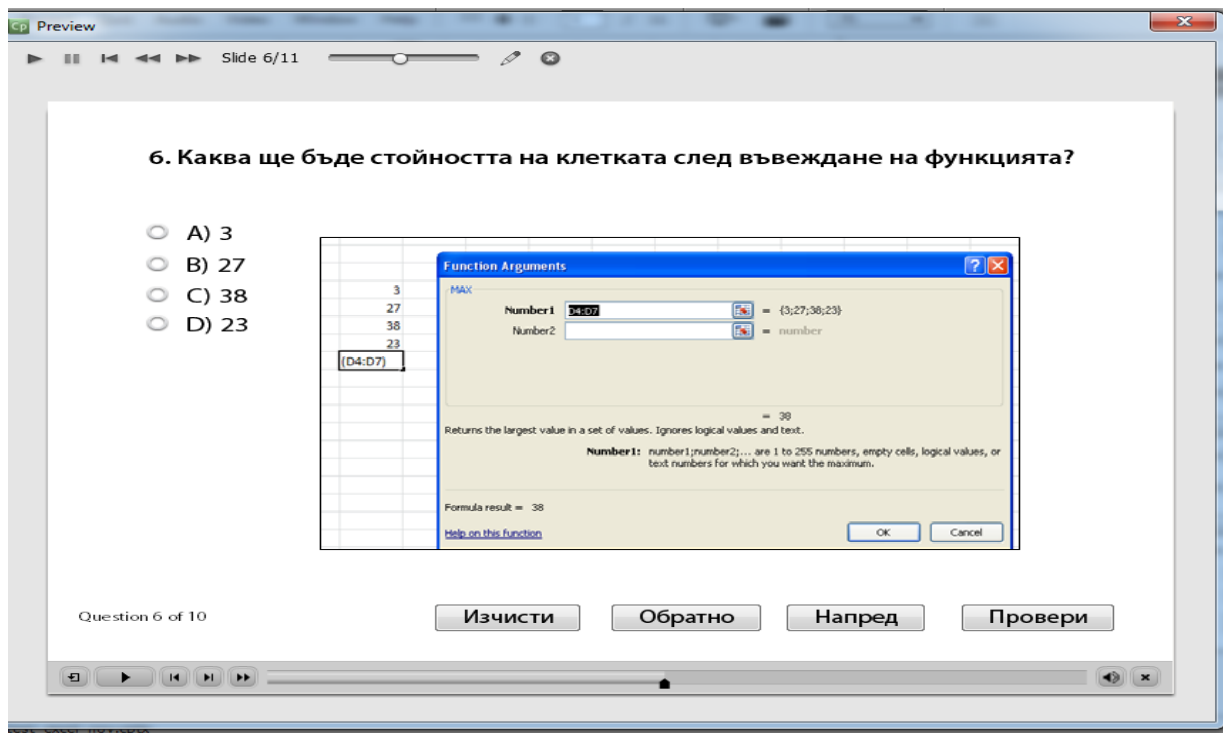 Cp Preview
Slide 6/11
6. Каква ще бъде стойността на клетката след въвеждане на функцията?
A) 3
B) 27
C) 38
D) 23
3
27
38
23
(D4:D7)
Function Arguments
MAX
Number1 D4:D7 = {3;27;38;23}
Number2 = number
= 38
Returns the largest value in a set of values. Ignores logical values and text.
Number1: number1;number2;... are 1 to 255 numbers, empty cells, logical values, or
text numbers for which you want the maximum.
Formula result = 38
Help on this function
OK Cancel
Question 6 of 10
Изчисти Обратно Напред Провери